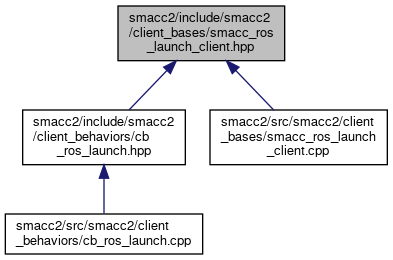 smacc2/include/smacc2
/client_bases/smacc_ros
_launch_client.hpp
smacc2/include/smacc2
/client_behaviors/cb
_ros_launch.hpp
smacc2/src/smacc2/client
_bases/smacc_ros_launch
_client.cpp
smacc2/src/smacc2/client
_behaviors/cb_ros_launch.cpp